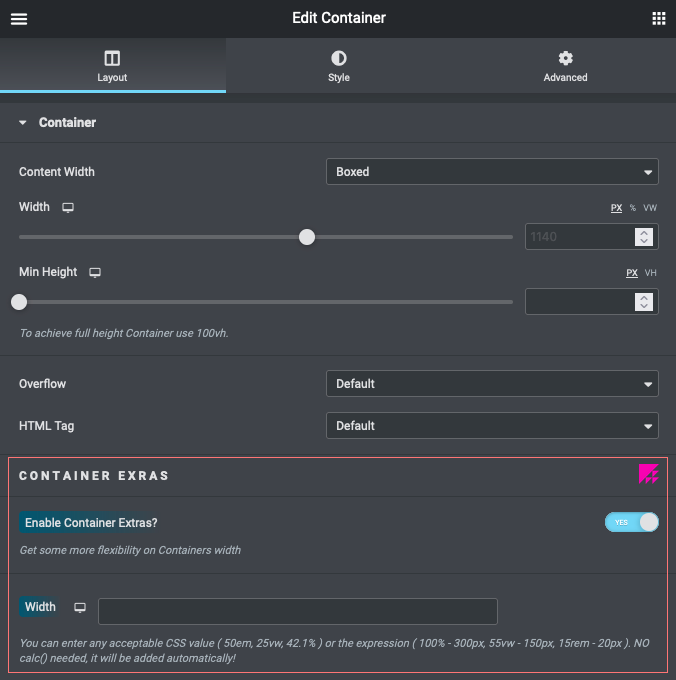 Edit Container
Layout
Style
Advanced
Container
Content Width
Boxed
Width
PX % VW
1140
Min Height
PX VH
To achieve full height Container use 100vh.
Overflow
Default
HTML Tag
Default
CONTAINER EXRAS
Enable Container Extras?
YES
Get some more flexibility on Containers width
Width
You can enter any acceptable CSS value ( 50em, 25vw, 42.1% ) or the expression ( 100% - 300px, 55vw - 150px, 15rem - 20px ). NO
calc() needed, it will be added automatically!